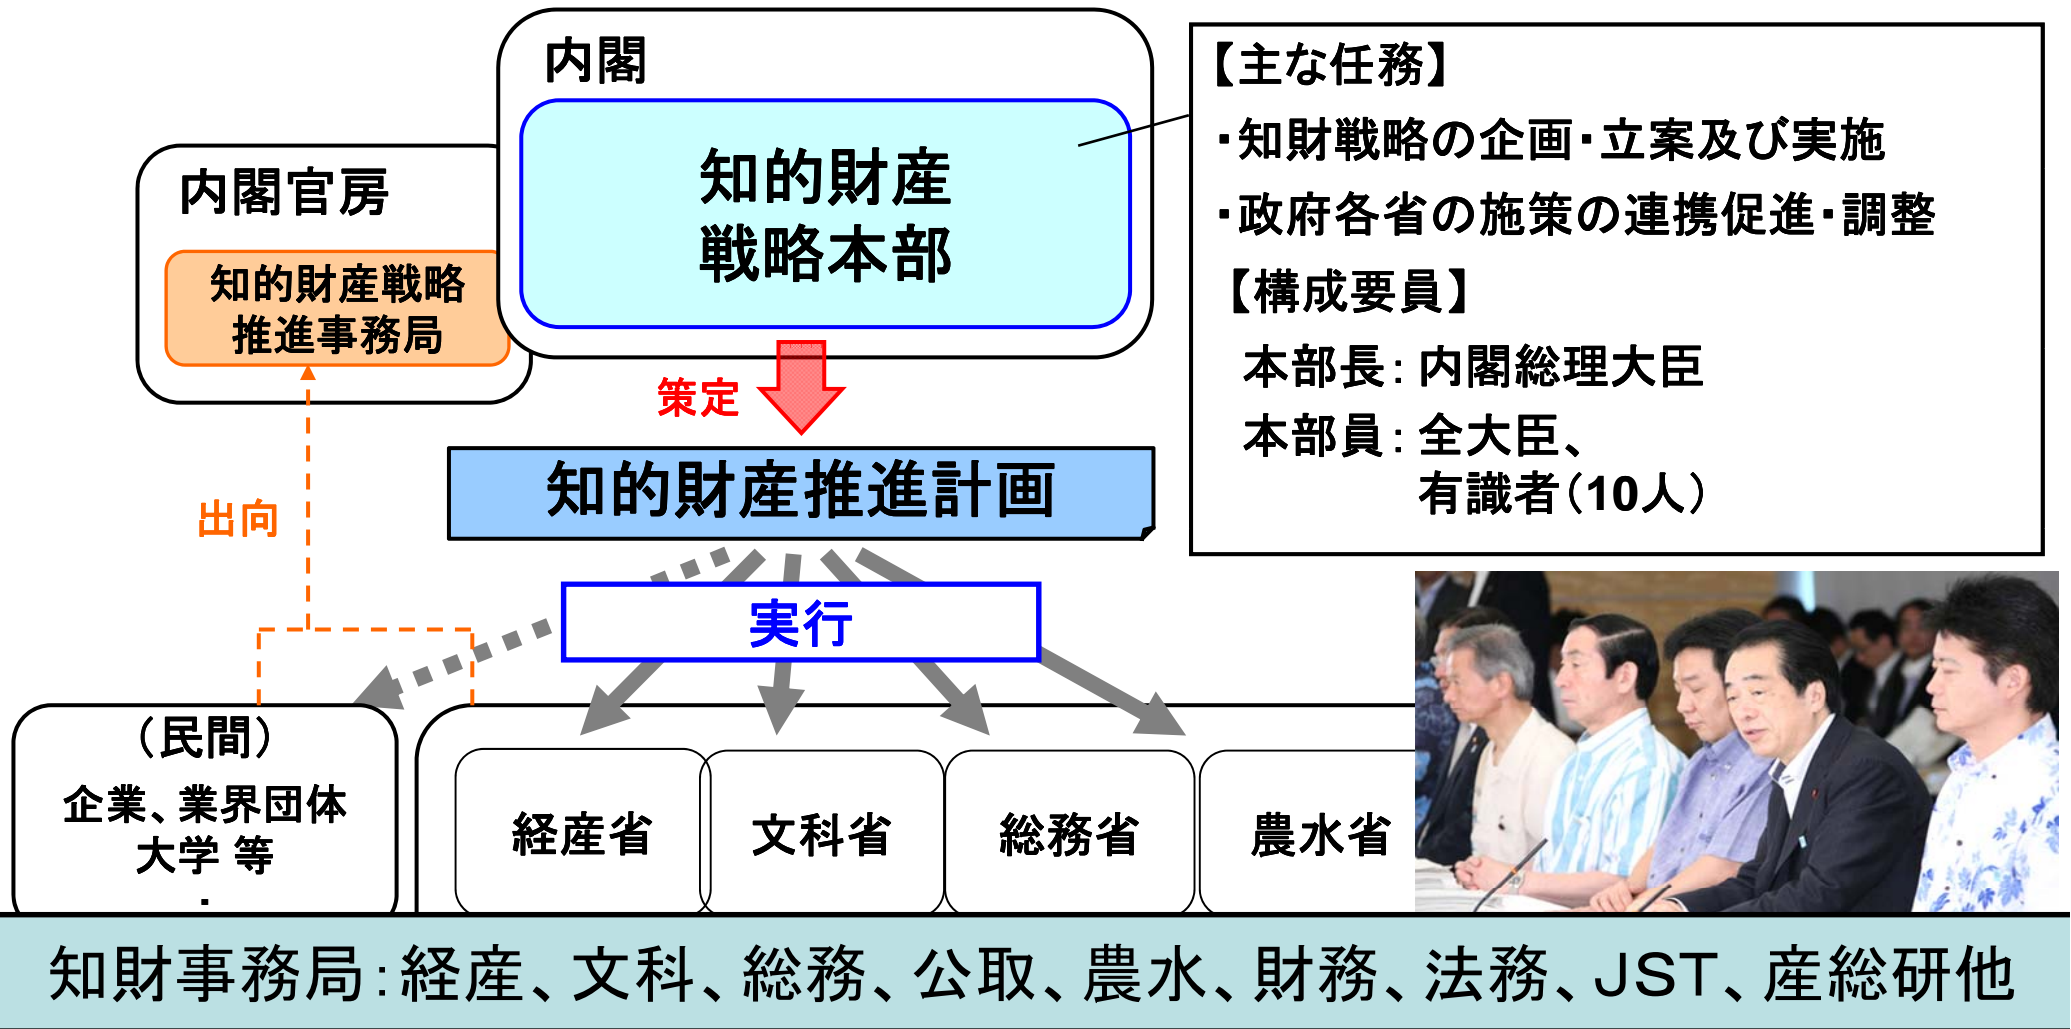 内閣
知的財産
戦略本部
内閣官房
知的財産戦略
推進事務局
【主な任務】
・知財戦略の企画・立案及び実施
・政府各省の施策の連携促進・調整
【構成要員】
本部長：内閣総理大臣
本部員：全大臣、
有識者（10人）
策定
知的財産推進計画
出向
実行
（民間）
企業、業界団体
大学 等
・
経産省
文科省
総務省
農水省
知財事務局：経産、文科、総務、公取、農水、財務、法務、JST、産総研他